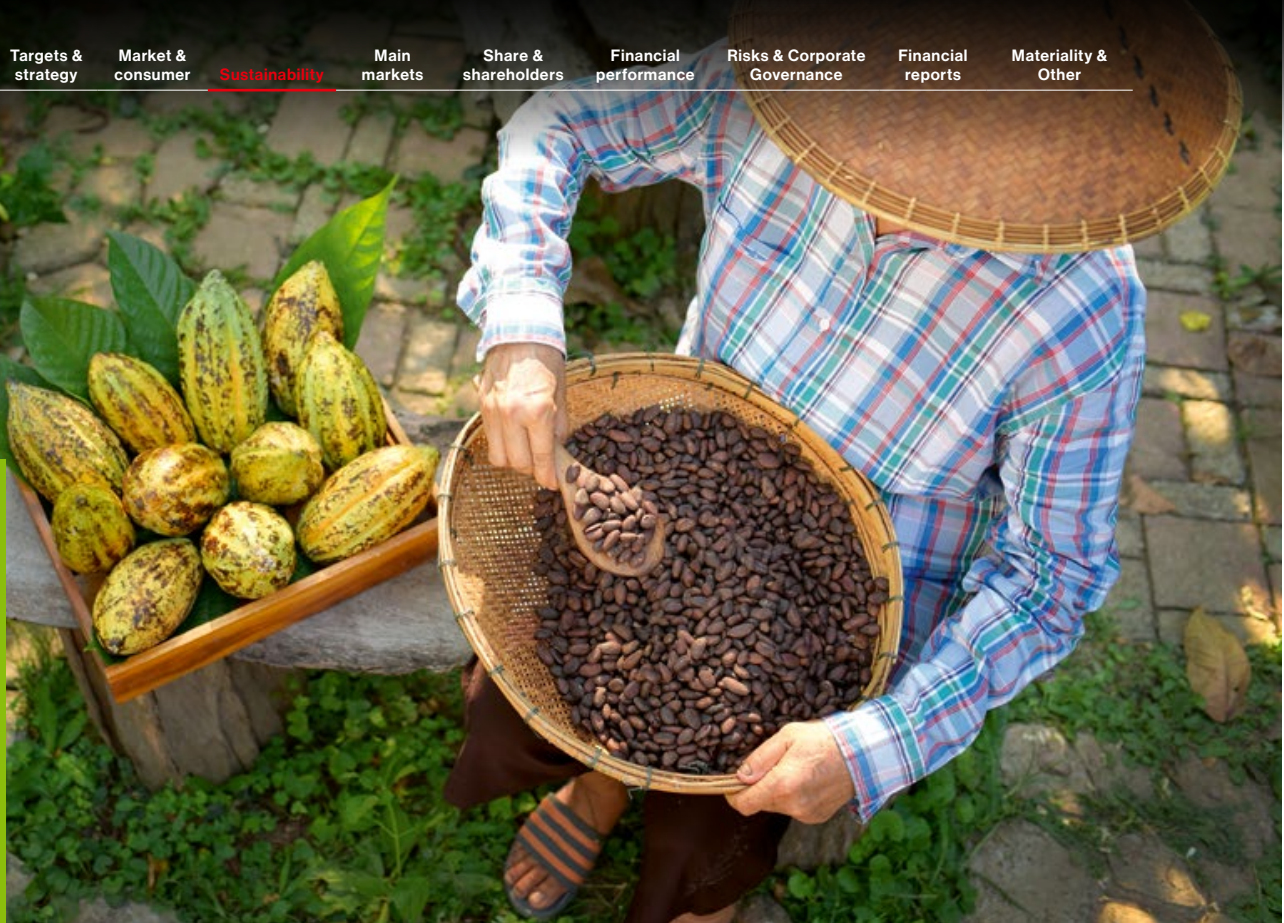 Targets &
strategy
Market &
consumer
Sustainability
Main
markets
Share &
shareholders
Financial
performance
Risks & Corporate
Governance
Financial
reports
Materiality &
Other